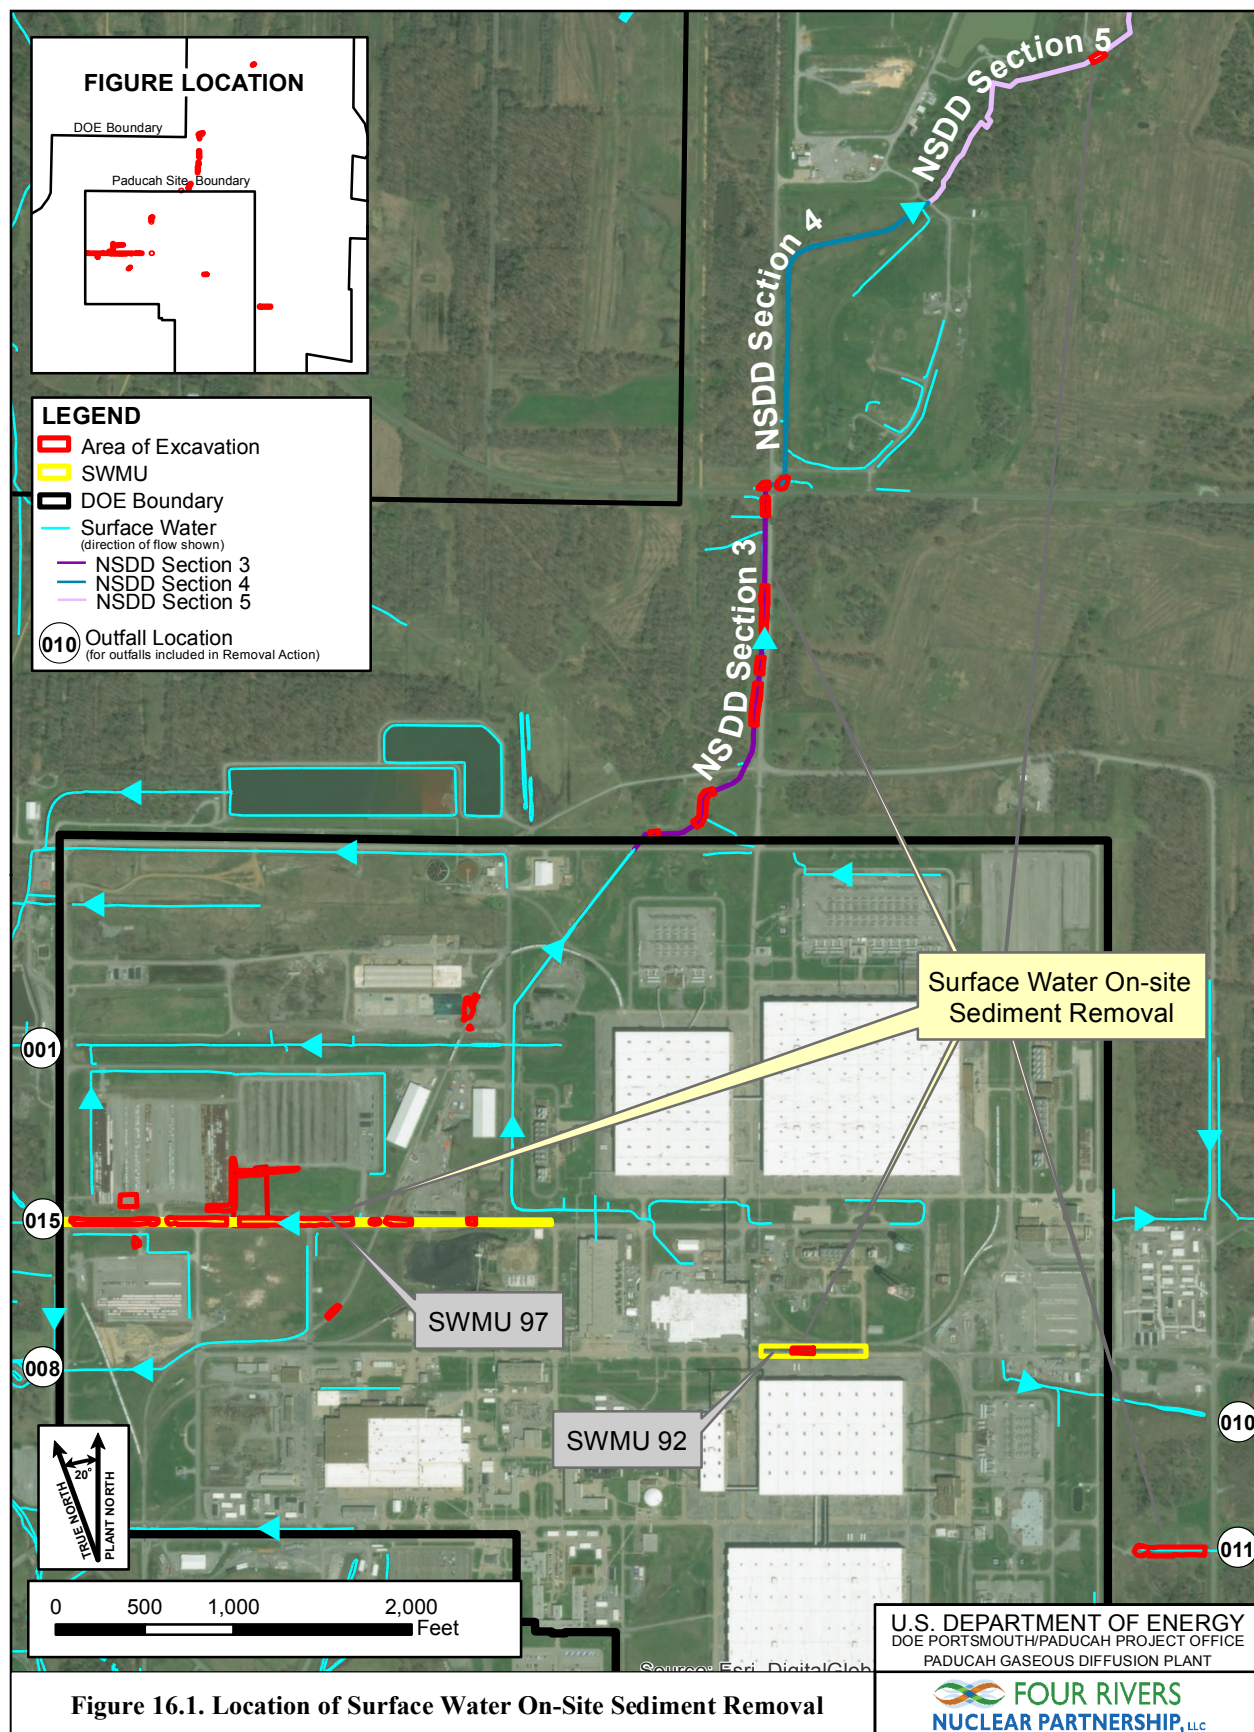 FIGURE LOCATION
DOE Boundary
Paducah Site Boundary
LEGEND
Area of Excavation
SWMU
DOE Boundary
Surface Water
(direction of flow shown)
NSDD Section 3
NSDD Section 4
NSDD Section 5
010 Outfall Location
(for outfalls included in Removal Action)
NSDD Section 5
NSDD Section 4
NSDD Section 3
Surface Water On-site
Sediment Removal
001
015
SWMU 97
008
SWMU 92
010
011
20°
TRUE NORTH
PLANT NORTH
0 500 1,000 2,000
Feet
Source: Esri, DigitalGlob
U.S. DEPARTMENT OF ENERGY
DOE PORTSMOUTH/PADUCAH PROJECT OFFICE
PADUCAH GASEOUS DIFFUSION PLANT
Figure 16.1. Location of Surface Water On-Site Sediment Removal
FOUR RIVERS
NUCLEAR PARTNERSHIP, LLC